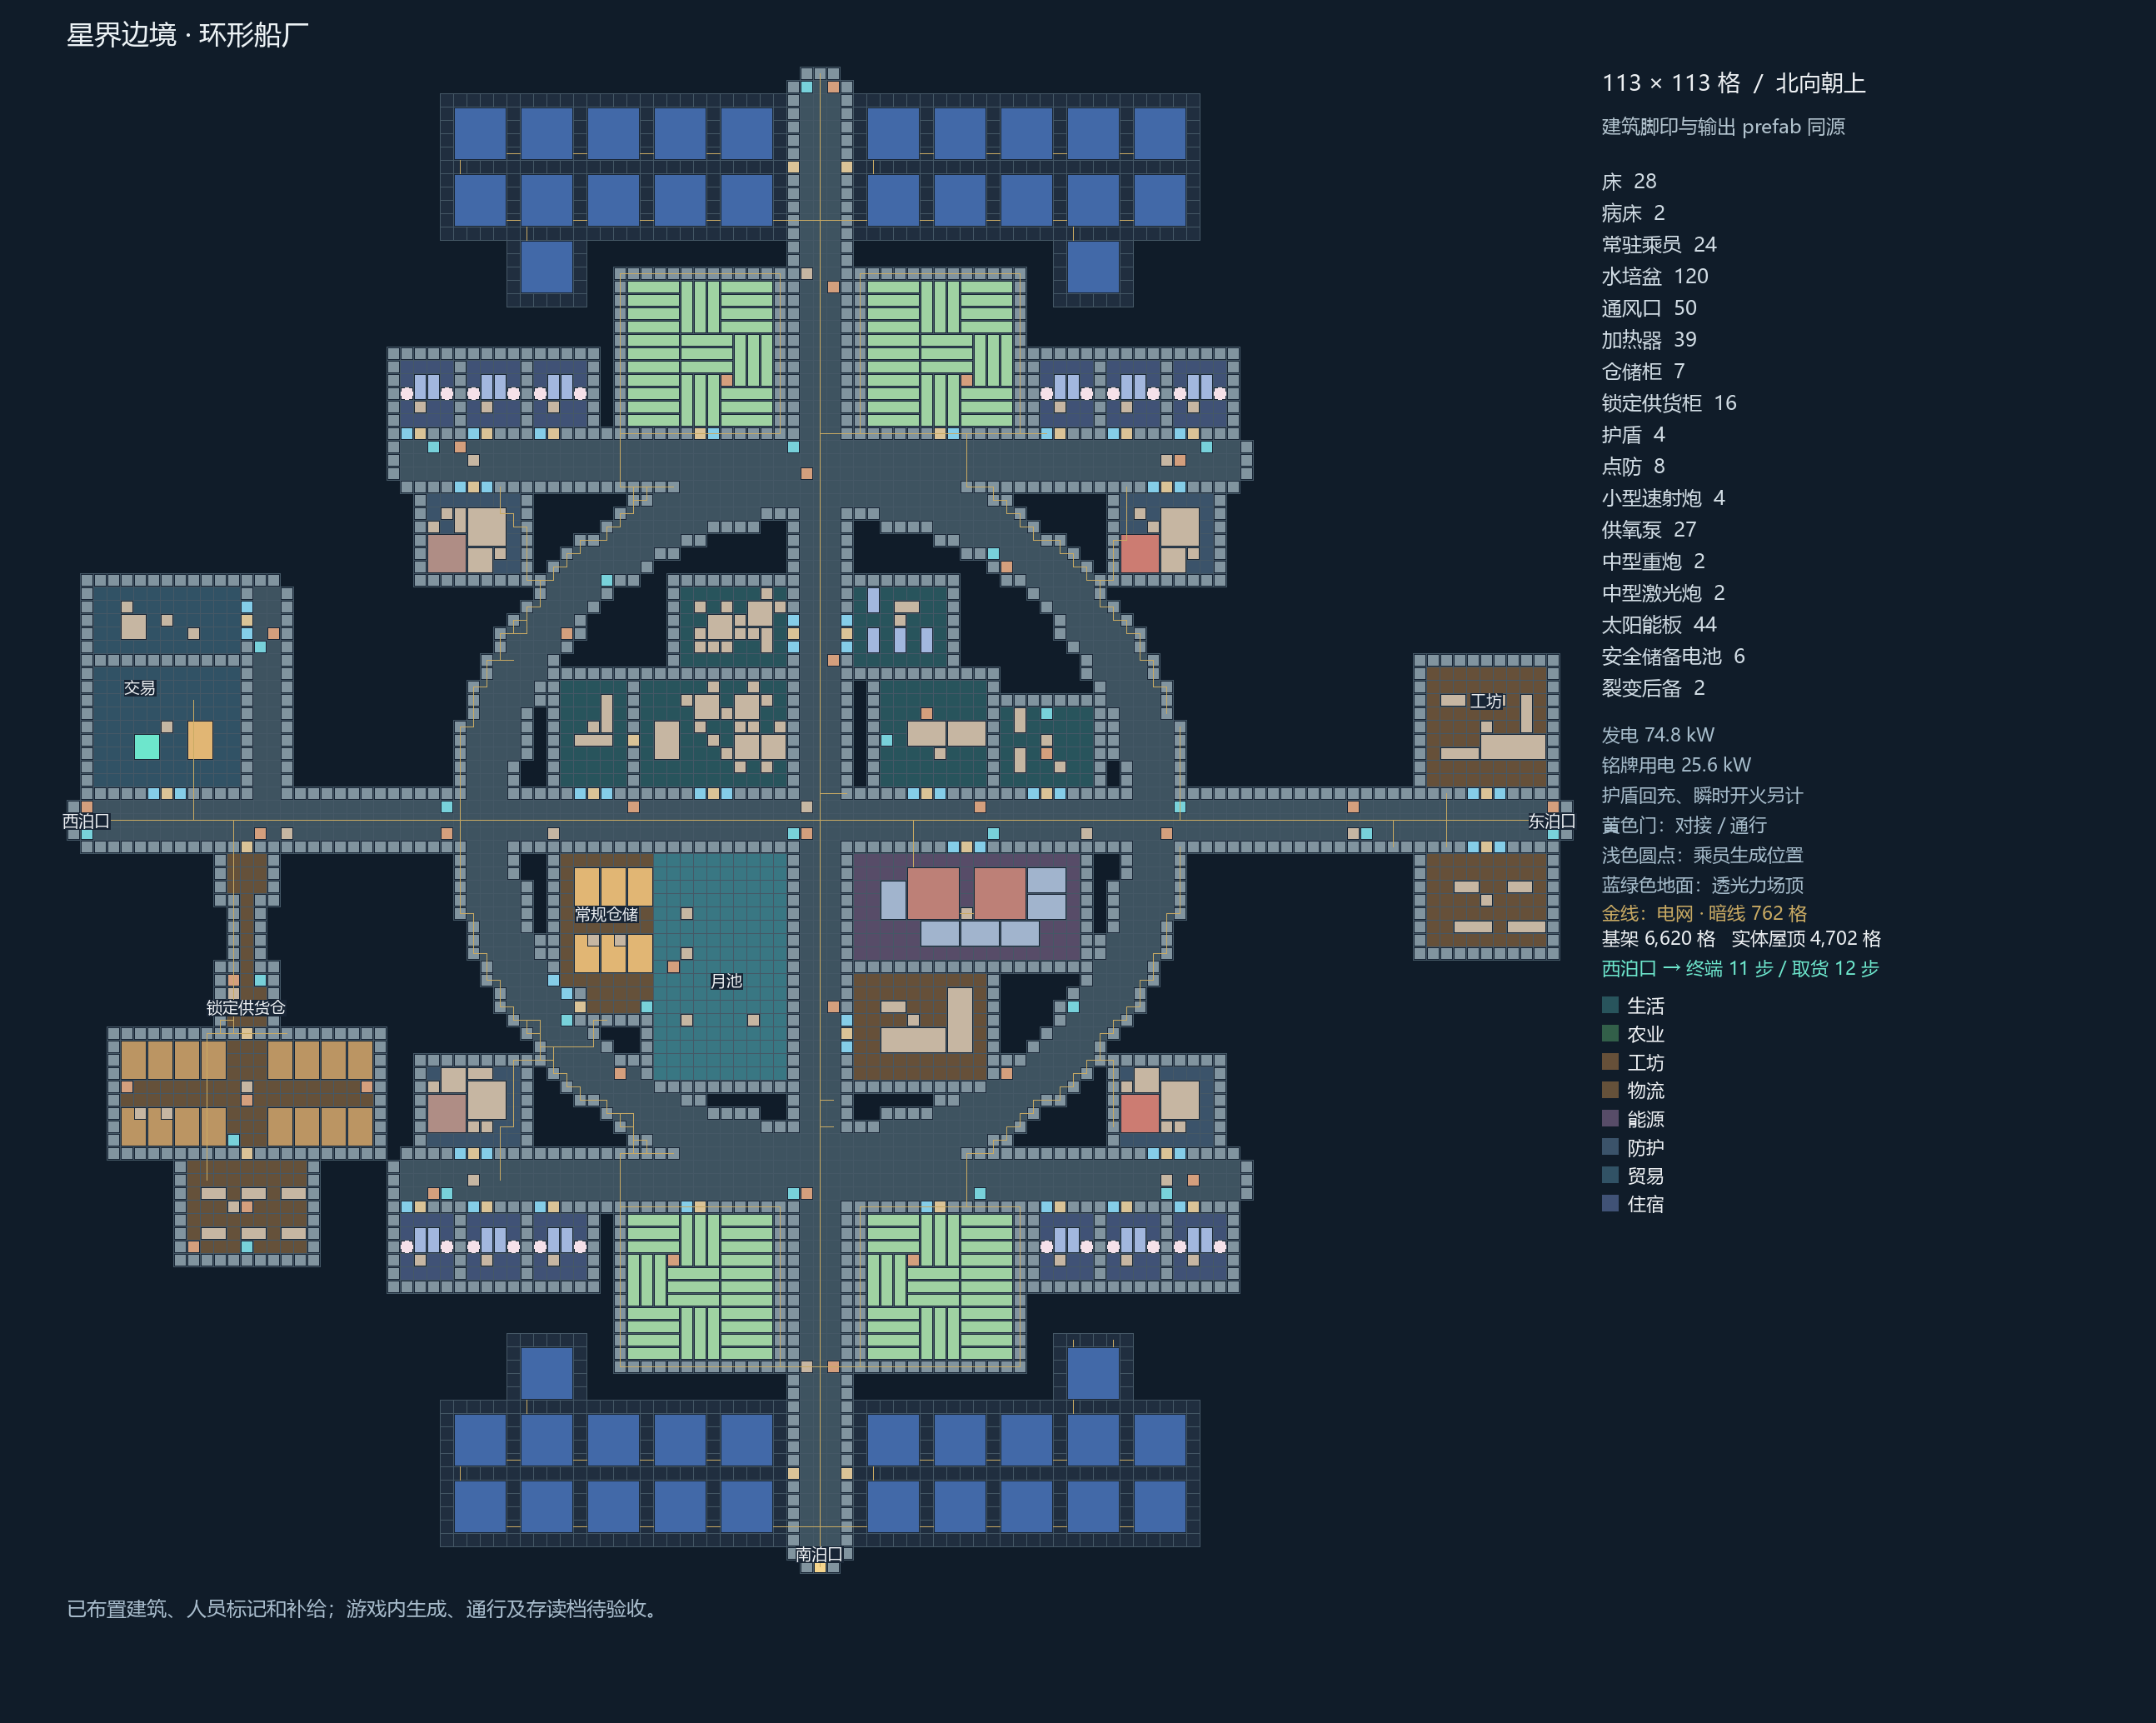 星界边境 · 环形船厂
113 × 113 格 / 北向朝上
建筑脚印与输出 prefab 同源
床 28
病床 2
常驻乘员 24
水培盆 120
通风口 50
加热器 39
仓储柜 7
锁定供货柜 16
护盾 4
点防 8
小型速射炮 4
供氧泵 27
中型重炮 2
中型激光炮 2
太阳能板 44
安全储备电池 6
裂变后备 2
发电 74.8 kW
铭牌用电 25.6 kW
护盾回充、瞬时开火另计
黄色门：对接 / 通行
浅色圆点：乘员生成位置
蓝绿色地面：透光力场顶
金线：电网 · 暗线 762 格
基架 6,620 格 实体屋顶 4,702 格
西泊口 → 终端 11 步 / 取货 12 步
生活
农业
工坊
物流
能源
防护
贸易
住宿
交易
工坊I
西泊口
东泊口
常规仓储
月池
锁定供货仓
南泊口
已布置建筑、人员标记和补给；游戏内生成、通行及存读档待验收。